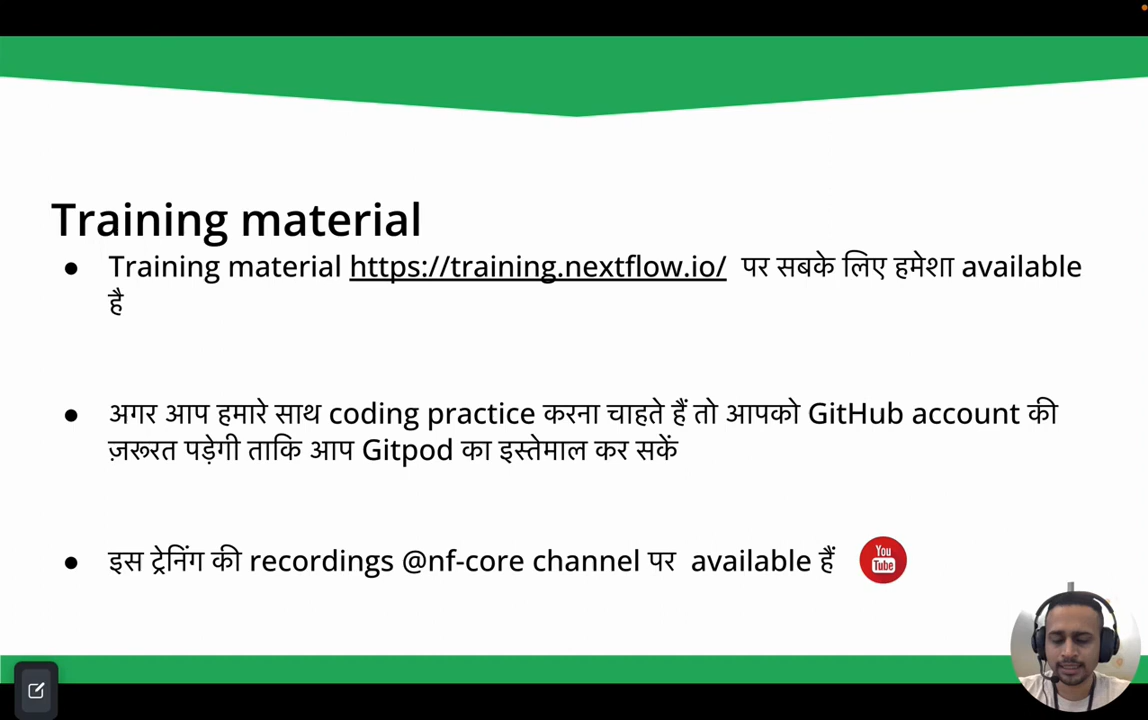 Training material
● Training material https://training.nextflow.io/ पर सबके लिए हमेशा available
है
● अगर आप हमारे साथ coding practice करना चाहते हैं तो आपको GitHub account की
ज़रूरत पड़ेगी ताकि आप Gitpod का इस्तेमाल कर सकें
● इस ट्रेनिंग की recordings @nf-core channel पर available हैं
You
Tube